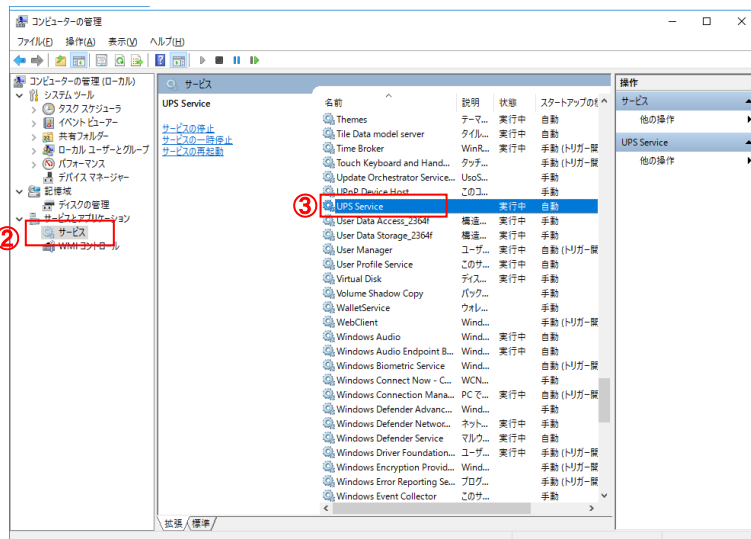 コンピューターの管理
ファイル(F) 操作(A) 表示(V) ヘルプ(H)
コンピューターの管理 (ローカル)
システム ツール
タスク スケジューラ
イベント ビューアー
共有フォルダー
ローカル ユーザーとグループ
パフォーマンス
デバイス マネージャー
記憶域
ディスクの管理
サービスとアプリケーション
② サービス
WMI コントロール
サービス
UPS Service
サービスの停止
サービスの一時停止
サービスの再起動
名前 説明 状態 スタートアップの
Themes テーマ... 実行中 自動
Tile Data model server タイル... 実行中 自動
Time Broker WinR... 実行中 手動 (トリガー開
Touch Keyboard and Hand... タッチ... 手動 (トリガー開
Update Orchestrator Service... UsoS... 手動
UPnP Device Host このコ... 手動
③ UPS Service 実行中 自動
User Data Access_2364f 構造... 実行中 手動
User Data Storage_2364f 構造... 実行中 手動
User Manager ユーザ... 実行中 自動 (トリガー開
User Profile Service このサ... 実行中 自動
Virtual Disk ディス... 実行中 手動
Volume Shadow Copy バック... 手動
WalletService ウォレ... 手動
WebClient Wind... 手動 (トリガー開
Windows Audio Wind... 実行中 自動
Windows Audio Endpoint B... Wind... 実行中 自動
Windows Biometric Service Wind... 自動 (トリガー開
Windows Connect Now - C... WCN... 手動
Windows Connection Mana... PC で... 実行中 自動 (トリガー開
Windows Defender Advanc... Wind... 手動
Windows Defender Networ... ネット... 実行中 手動
Windows Defender Service マルウ... 実行中 自動
Windows Driver Foundation... ユーザ... 実行中 手動 (トリガー開
Windows Encryption Provid... Wind... 手動 (トリガー開
Windows Error Reporting Se... プログ... 手動 (トリガー開
Windows Event Collector このサ... 手動
拡張 標準
操作
サービス
他の操作
UPS Service
他の操作